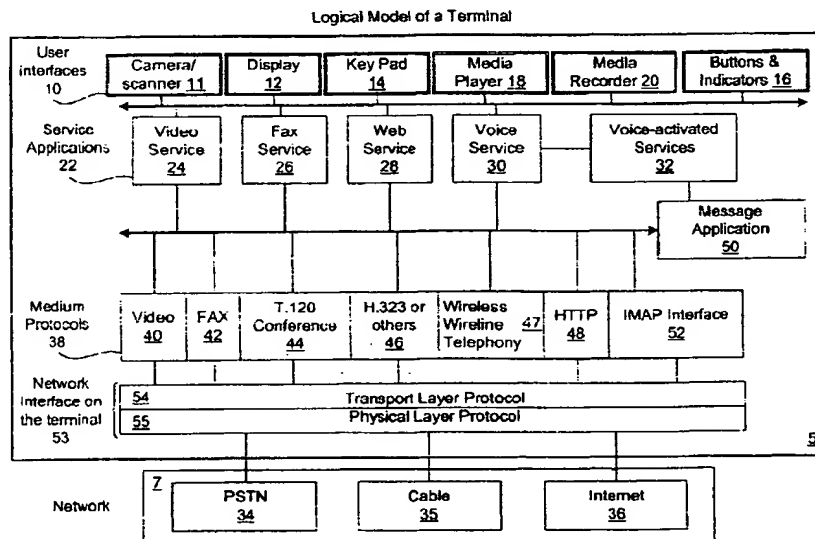 Logical Model of a Terminal
User interfaces 10
Camera/ scanner 11
Display 12
Key Pad 14
Media Player 18
Media Recorder 20
Buttons & Indicators 16
Service Applications 22
Video Service 24
Fax Service 26
Web Service 28
Voice Service 30
Voice-activated Services 32
Message Application 50
Medium Protocols 38
Video 40
FAX 42
T.120 Conference 44
H.323 or others 46
Wireless Wireline Telephony 47
HTTP 48
IMAP Interface 52
Network Interface on the terminal 53
54 Transport Layer Protocol
55 Physical Layer Protocol
5
Network
7
PSTN 34
Cable 35
Internet 36